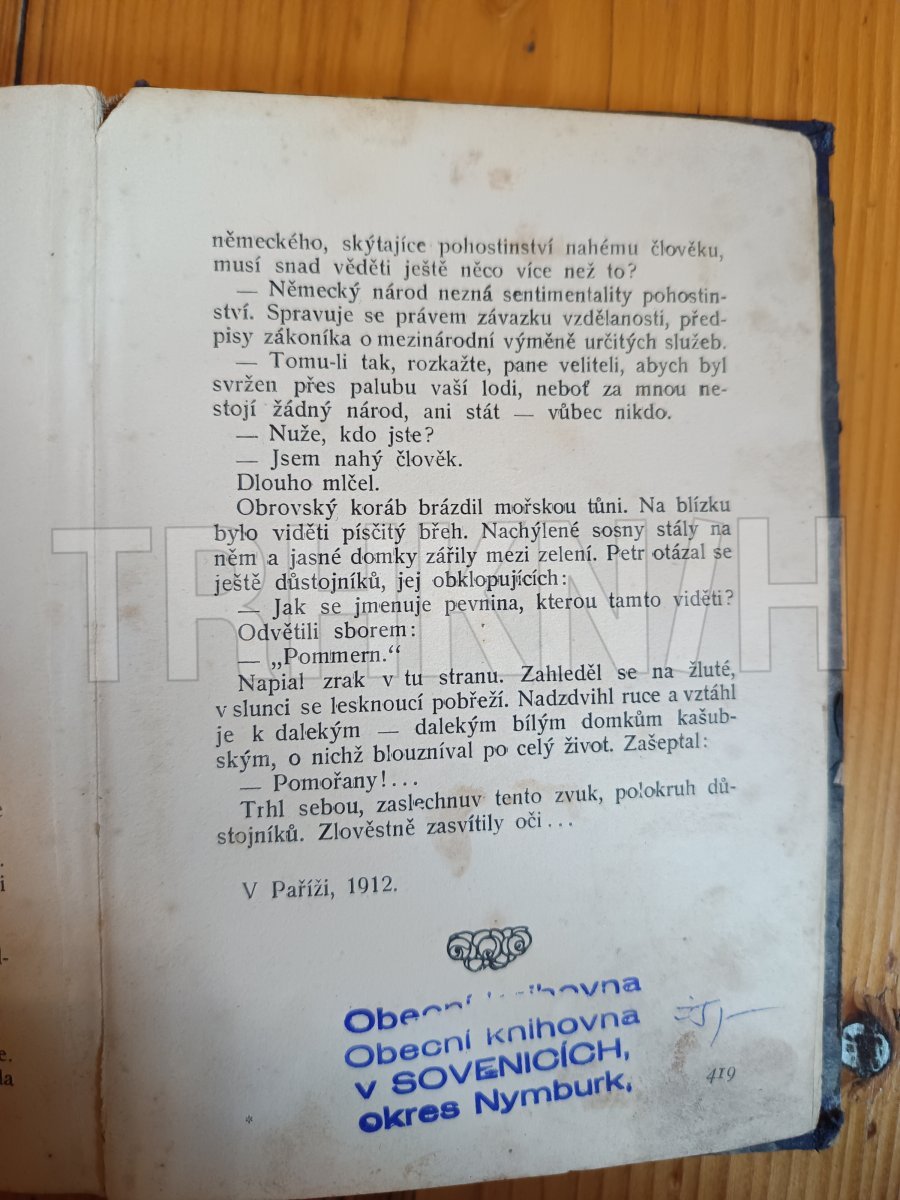 německého, skýtajíce pohostinství nahému člověku,
musí snad věděti ještě něco více než to?
— Německý národ nezná sentimentality pohostin-
ství. Spravuje se právem závazku vzdělanosti, před-
pisy zákoníka o mezinárodní výměně určitých služeb.
— Tomu-li tak, rozkažte, pane veliteli, abych byl
svržen přes palubu vaší lodi, neboť za mnou ne-
stojí žádný národ, ani stát — vůbec nikdo.
— Nuže, kdo jste?
— Jsem nahý člověk.
Dlouho mlčel.
Obrovský koráb brázdil mořskou tůni. Na blízku
bylo viděti písčitý břeh. Nachýlené sosny stály na
něm a jasné domky zářily mezi zelení. Petr otázal se
ještě důstojníků, jej obklopujících:
— Jak se jmenuje pevnina, kterou tamto viděti?
Odvětili sborem:
— „Pommern.“
Napial zrak v tu stranu. Zahleděl se na žluté,
v slunci se lesknoucí pobřeží. Nadzdvihl ruce a vztáhl
je k dalekým — dalekým bílým domkům kašub-
ským, o nichž blouzníval po celý život. Zašeptal:
— Pomořany!...
Trhl sebou, zaslechnuv tento zvuk, polokruh dů-
stojníků. Zlověstně zasvítily oči...
V Paříži, 1912.
Obecní knihovna
Obecní knihovna
v SOVENICÍCH,
okres Nymburk,
419
*
TRHKNIH